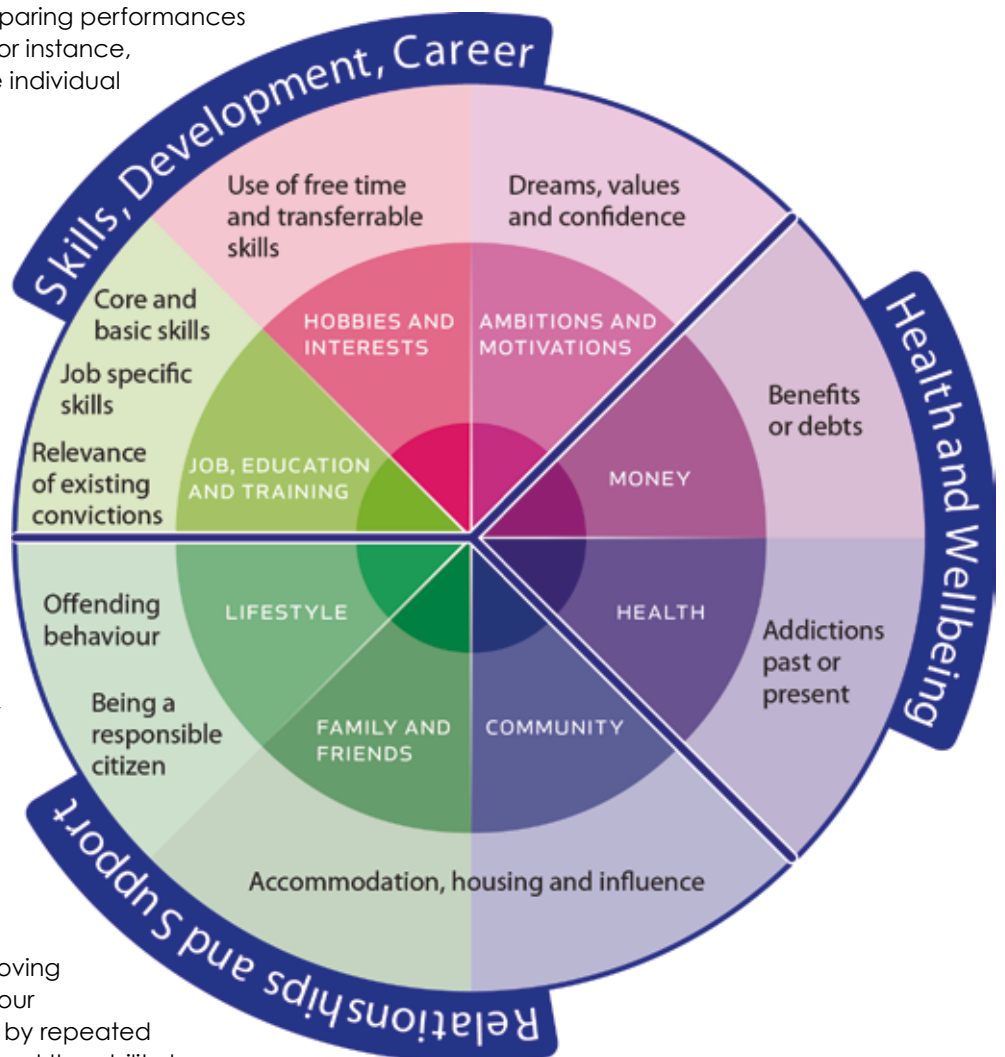 paring performances
or instance,
e individual
Skills, Development, Career
Use of free time
and transferrable
skills
Dreams, values
and confidence
Core and
basic skills
Job specific
skills
Relevance
of existing
convictions
HOBBIES AND
INTERESTS
AMBITIONS AND
MOTIVATIONS
JOB, EDUCATION
AND TRAINING
MONEY
Benefits
or debts
Health and Wellbeing
LIFESTYLE
Offending
behaviour
Being a
responsible
citizen
FAMILY AND
FRIENDS
COMMUNITY
HEALTH
Addictions
past or
present
Accommodation, housing and influence
Relationships and Support
oving
our
by repeated